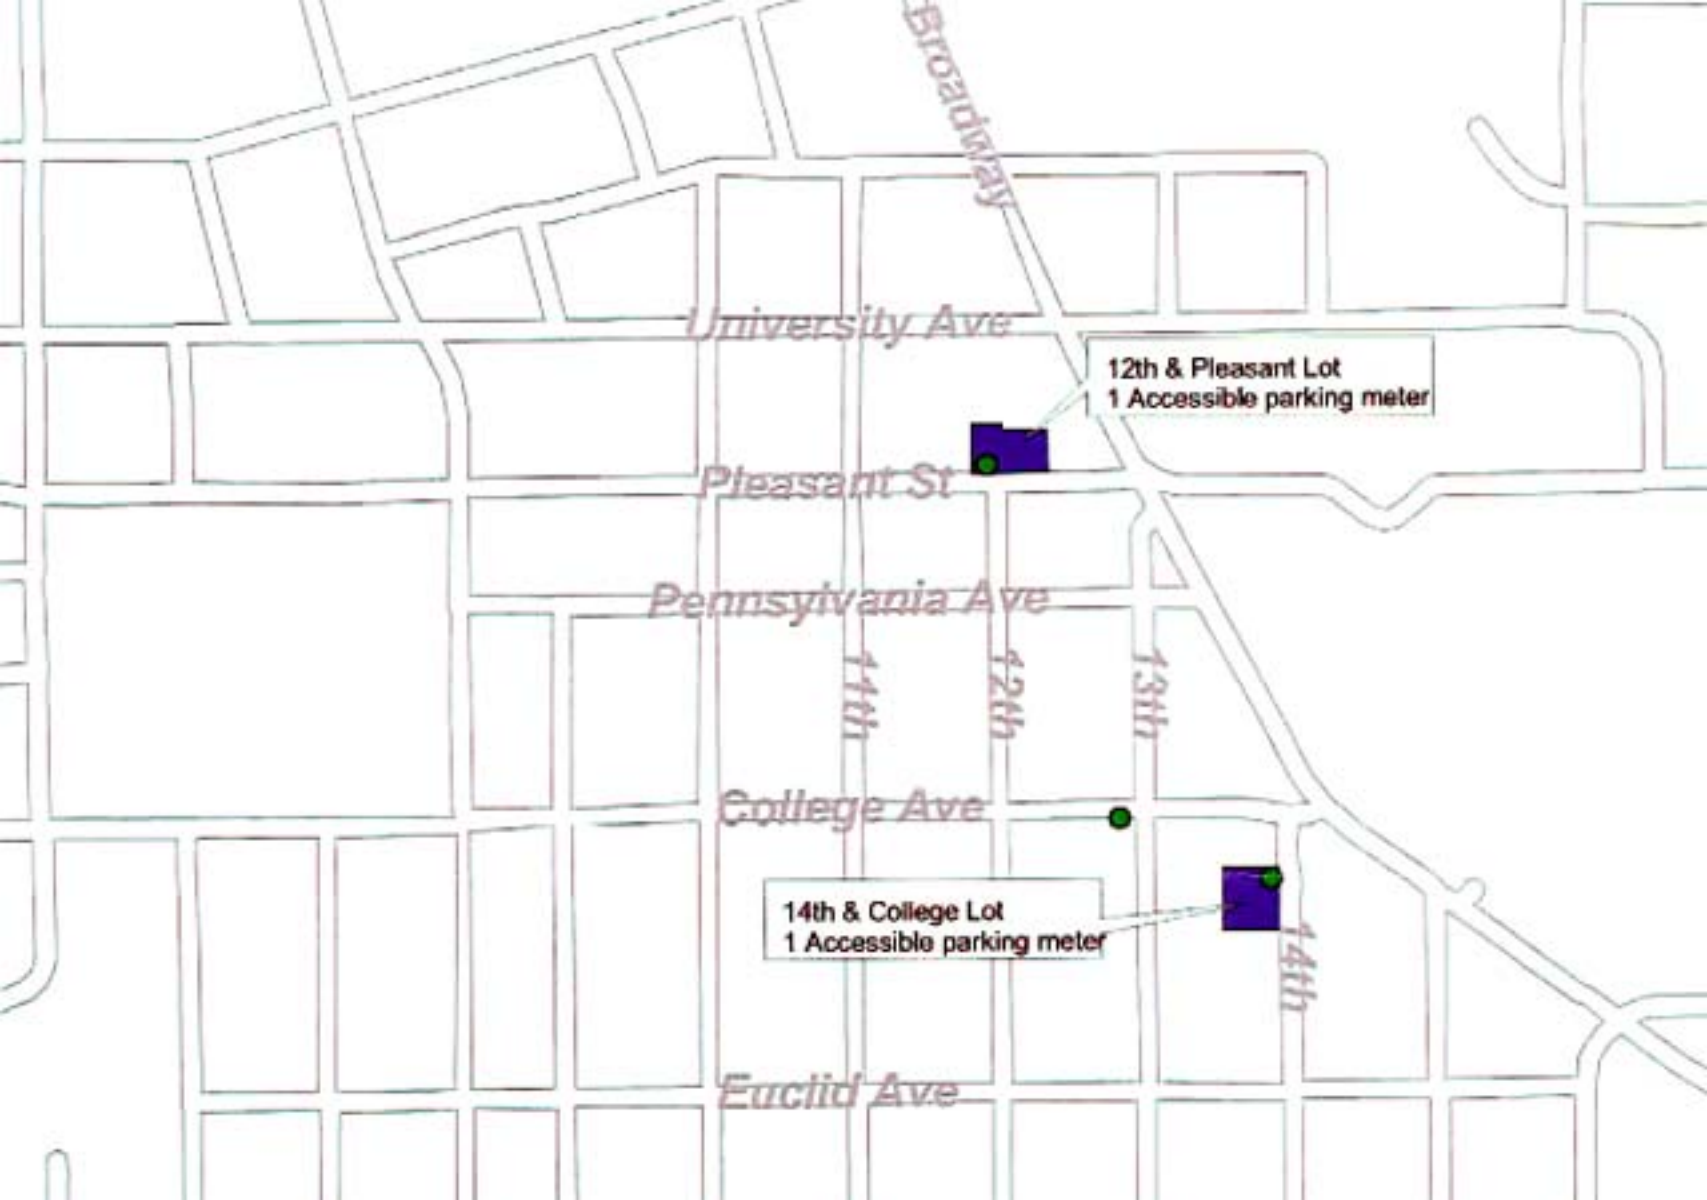 Broadway
University Ave
12th & Pleasant Lot
1 Accessible parking meter
Pleasant St
Pennsylvania Ave
11th
12th
13th
College Ave
14th & College Lot
1 Accessible parking meter
14th
Euclid Ave